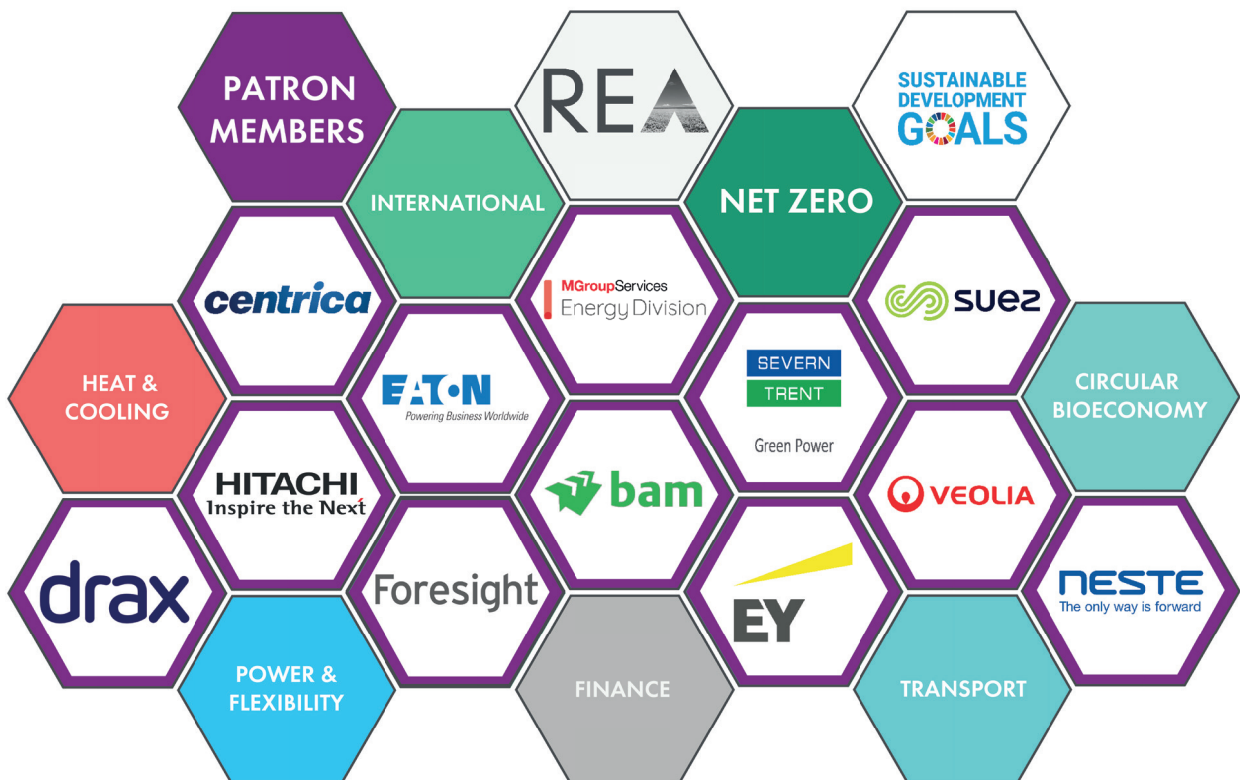 PATRON
MEMBERS
REA
SUSTAINABLE
DEVELOPMENT
GOALS
INTERNATIONAL
NET ZERO
centrica
MGroupServices
Energy Division
suez
HEAT &
COOLING
EATON
Powering Business Worldwide
SEVERN
TRENT
Green Power
CIRCULAR
BIOECONOMY
HITACHI
Inspire the Next
bam
VEOLIA
drax
Foresight
EY
NESTE
The only way is forward
POWER &
FLEXIBILITY
FINANCE
TRANSPORT